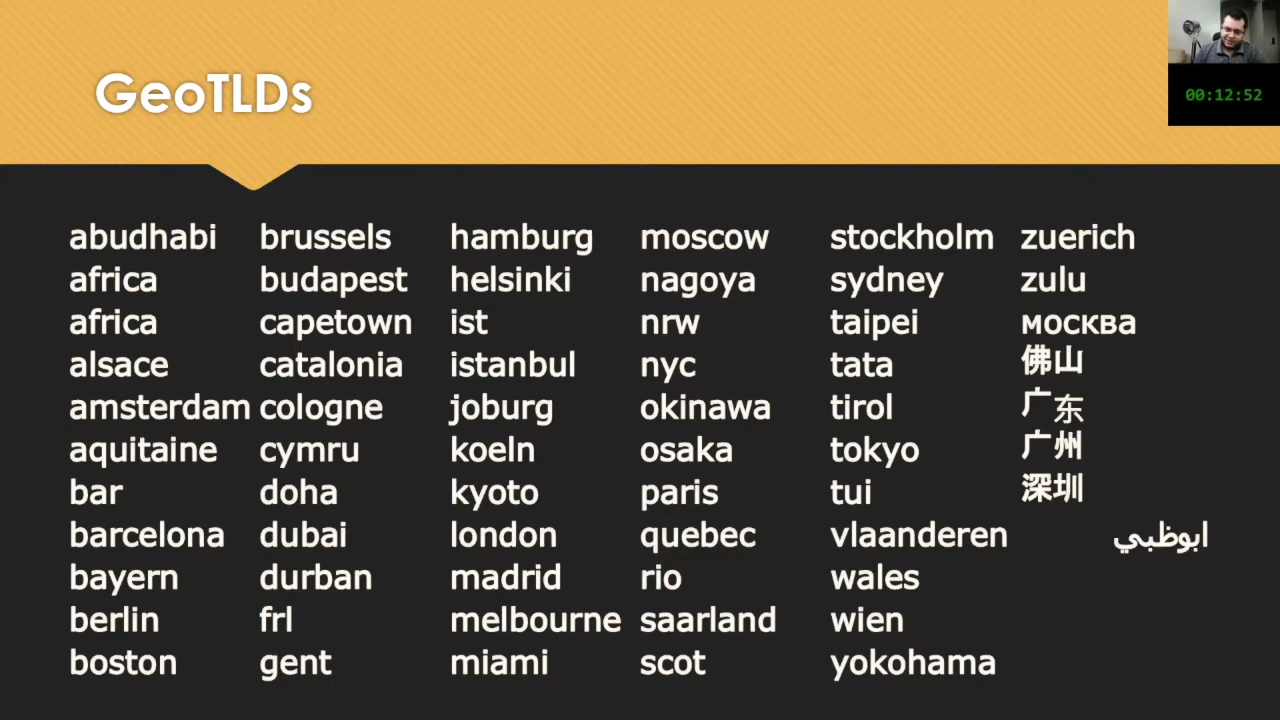 GeoTLDs
00:12:52
abudhabi
africa
africa
alsace
amsterdam
aquitaine
bar
barcelona
bayern
berlin
boston
brussels
budapest
capetown
catalonia
cologne
cymru
doha
dubai
durban
frl
gent
hamburg
helsinki
ist
istanbul
joburg
koeln
kyoto
london
madrid
melbourne
miami
moscow
nagoya
nrw
nyc
okinawa
osaka
paris
quebec
rio
saarland
scot
stockholm
sydney
taipei
tata
tirol
tokyo
tui
vlaanderen
wales
wien
yokohama
zuerich
zulu
москва
佛山
广东
广州
深圳
ابوظبي